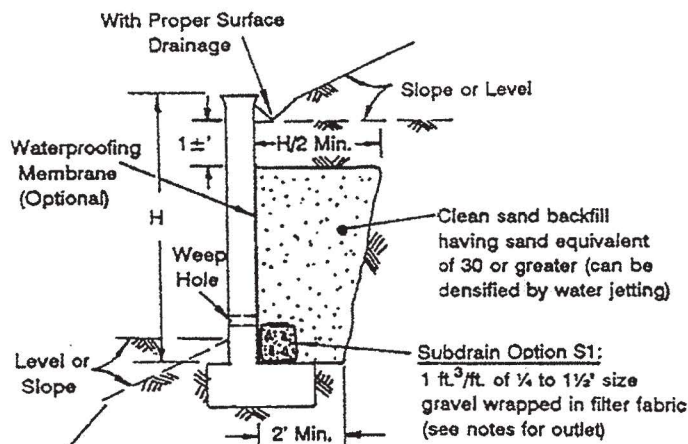 With Proper Surface
Drainage
Slope or Level
1±'
H/2 Min.
Waterproofing
Membrane
(Optional)
H
Clean sand backfill
having sand equivalent
of 30 or greater (can be
densified by water jetting)
Weep
Hole
Level or
Slope
Subdrain Option S1:
1 ft.³/ft. of ¼ to 1½' size
gravel wrapped in filter fabric
(see notes for outlet)
2' Min.